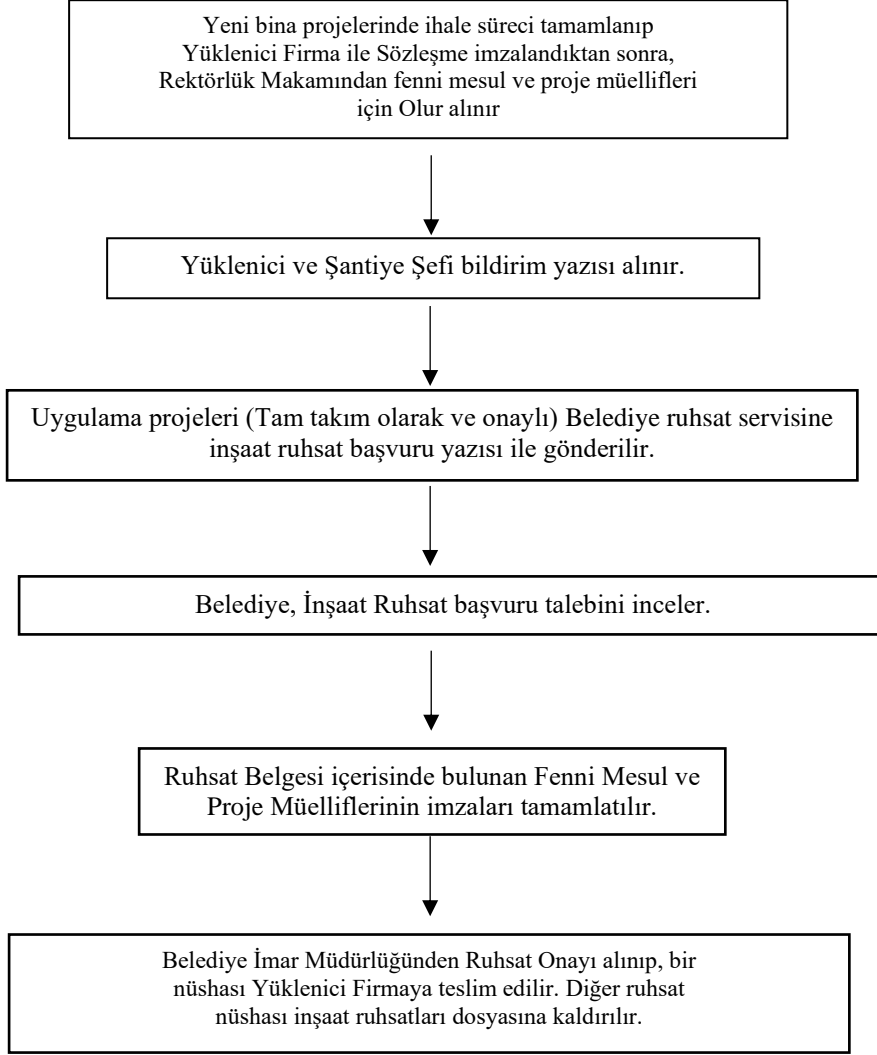 Yeni bina projelerinde ihale süreci tamamlanıp
Yüklenici Firma ile Sözleşme imzalandıktan sonra,
Rektörlük Makamından fenni mesul ve proje müellifleri
için Olur alınır
Yüklenici ve Şantiye Şefi bildirim yazısı alınır.
Uygulama projeleri (Tam takım olarak ve onaylı) Belediye ruhsat servisine
inşaat ruhsat başvuru yazısı ile gönderilir.
Belediye, İnşaat Ruhsat başvuru talebini inceler.
Ruhsat Belgesi içerisinde bulunan Fenni Mesul ve
Proje Müelliflerinin imzaları tamamlatılır.
Belediye İmar Müdürlüğünden Ruhsat Onayı alınıp, bir
nüshası Yüklenici Firmaya teslim edilir. Diğer ruhsat
nüshası inşaat ruhsatları dosyasına kaldırılır.